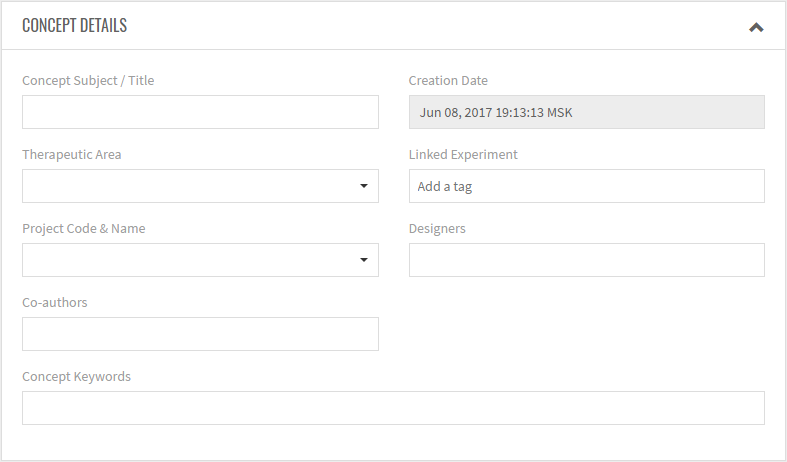 CONCEPT DETAILS
Concept Subject / Title
Creation Date
Jun 08, 2017 19:13:13 MSK
Therapeutic Area
Linked Experiment
Add a tag
Project Code & Name
Designers
Co-authors
Concept Keywords